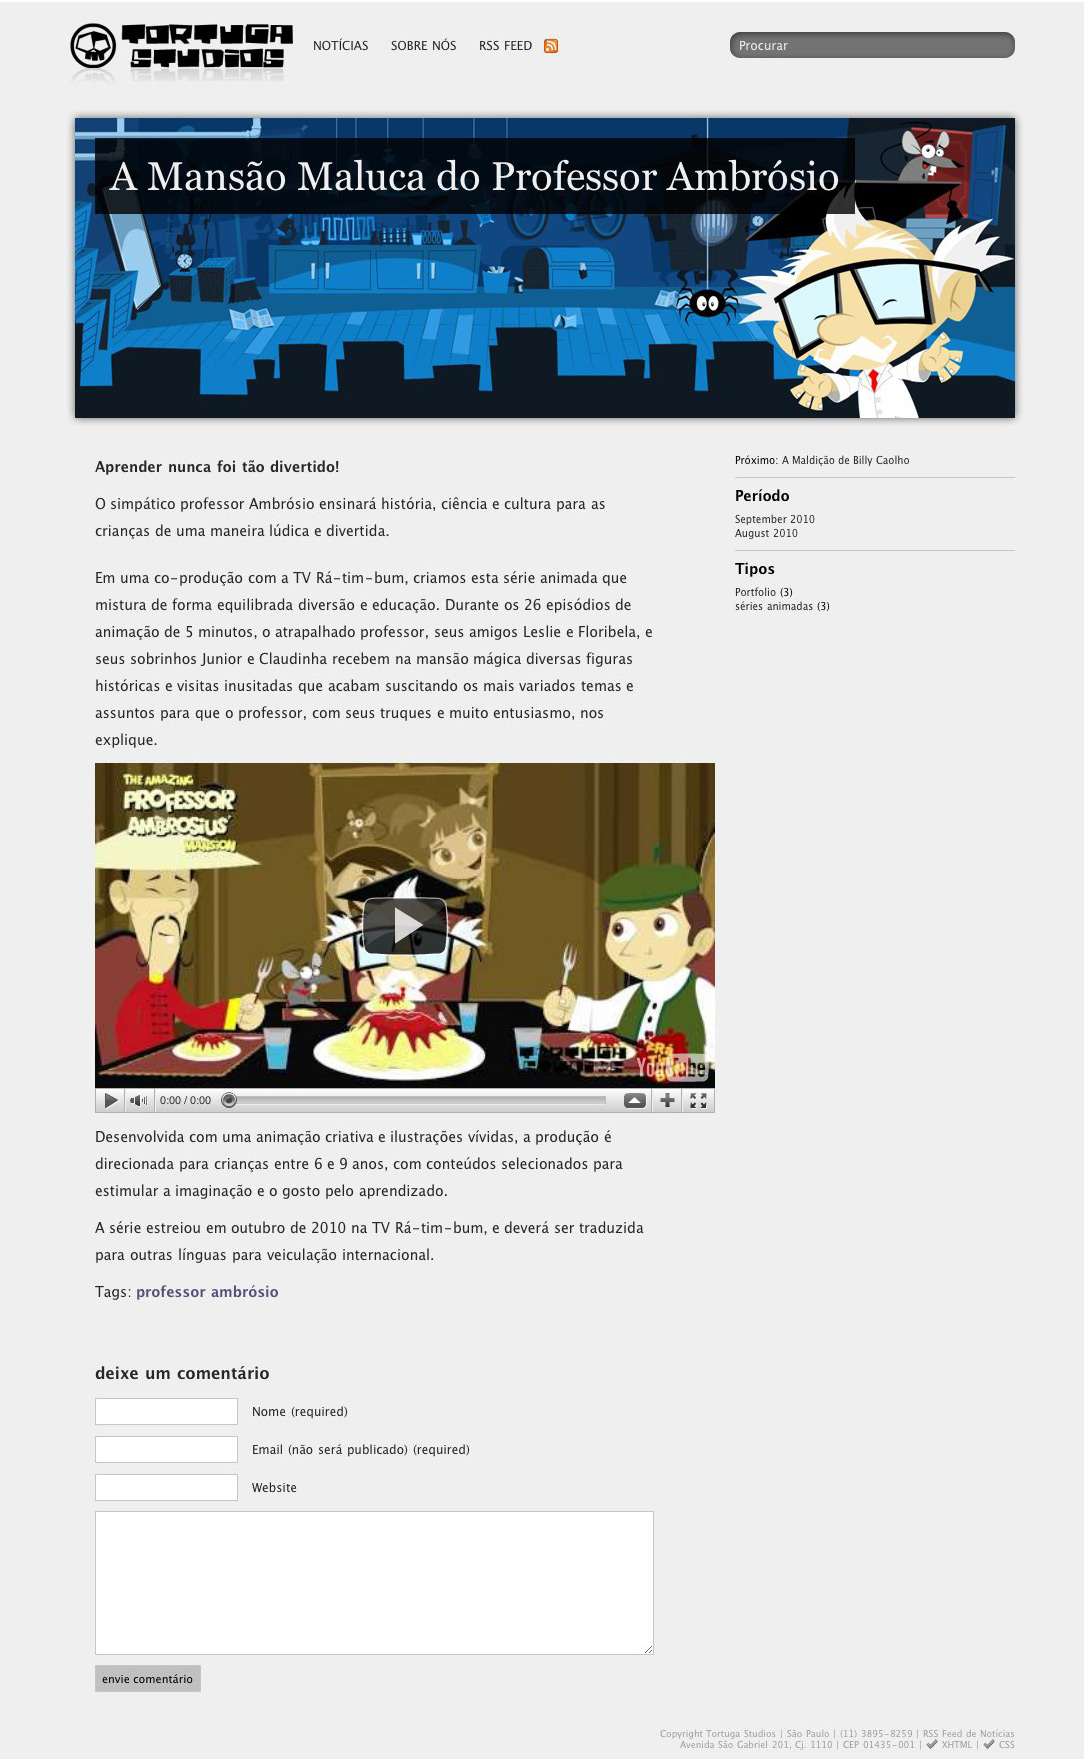 TORTUGA
STUDIOS
NOTÍCIAS SOBRE NÓS RSS FEED
Procurar
A Mansão Maluca do Professor Ambrósio
Aprender nunca foi tão divertido!
O simpático professor Ambrósio ensinará história, ciência e cultura para as
crianças de uma maneira lúdica e divertida.
Em uma co-produção com a TV Rá-tim-bum, criamos esta série animada que
mistura de forma equilibrada diversão e educação. Durante os 26 episódios de
animação de 5 minutos, o atrapalhado professor, seus amigos Leslie e Floribela, e
seus sobrinhos Junior e Claudinha recebem na mansão mágica diversas figuras
históricas e visitas inusitadas que acabam suscitando os mais variados temas e
assuntos para que o professor, com seus truques e muito entusiasmo, nos
explique.
THE AMAZING
PROFESSOR
AMBROSIUS'
MANSION
TORTUGA
STUDIOS
YouTube
0:00 / 0:00
Desenvolvida com uma animação criativa e ilustrações vívidas, a produção é
direcionada para crianças entre 6 e 9 anos, com conteúdos selecionados para
estimular a imaginação e o gosto pelo aprendizado.
A série estreiou em outubro de 2010 na TV Rá-tim-bum, e deverá ser traduzida
para outras línguas para veiculação internacional.
Tags: professor ambrósio
Próximo: A Maldição de Billy Caolho
Período
September 2010
August 2010
Tipos
Portfolio (3)
séries animadas (3)
deixe um comentário
Nome (required)
Email (não será publicado) (required)
Website
envie comentário
Copyright Tortuga Studios | São Paulo | (11) 3895-8259 | RSS Feed de Notícias
Avenida São Gabriel 201, Cj. 1110 | CEP 01435-001 | XHTML | CSS